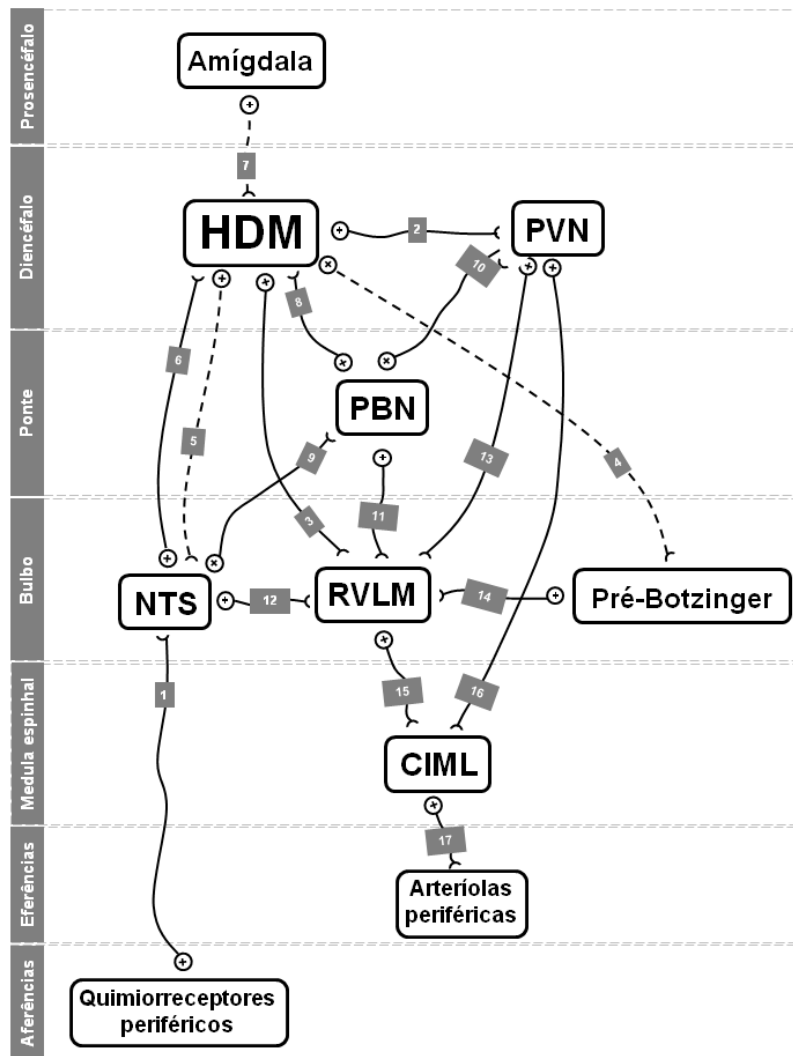 Prosencéfalo
Amígdala
7
Diencéfalo
HDM
2
PVN
10
8
6
Ponte
PBN
5
9
13
4
3
11
Bulbo
NTS
12
RVLM
14
Pré-Botzinger
1
15
16
Medula espinhal
CIML
17
Eferências
Arteríolas
periféricas
Aferências
Quimiorreceptores
periféricos